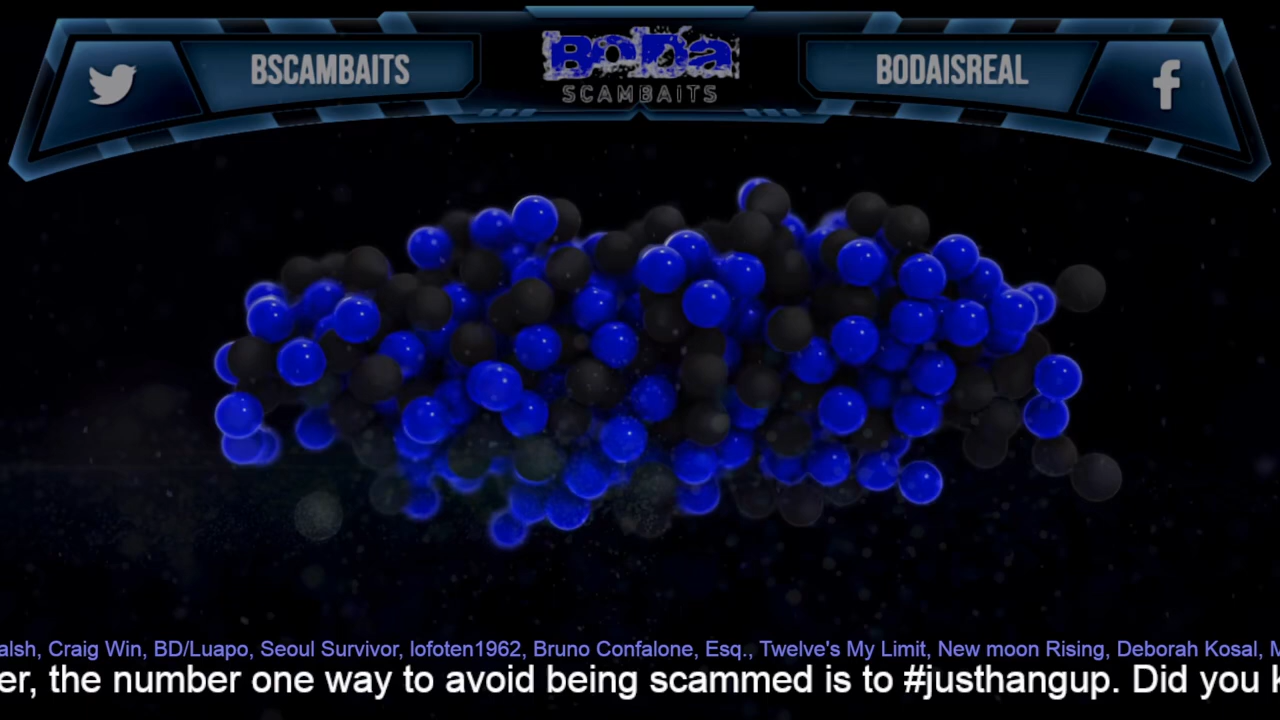 BSCAMBAITS
BoDa
SCAMBAITS
BODAISREAL
f
alsh, Craig Win, BD/Luapo, Seoul Survivor, lofoten1962, Bruno Confalone, Esq., Twelve's My Limit, New moon Rising, Deborah Kosal, M
er, the number one way to avoid being scammed is to #justhangup. Did you k